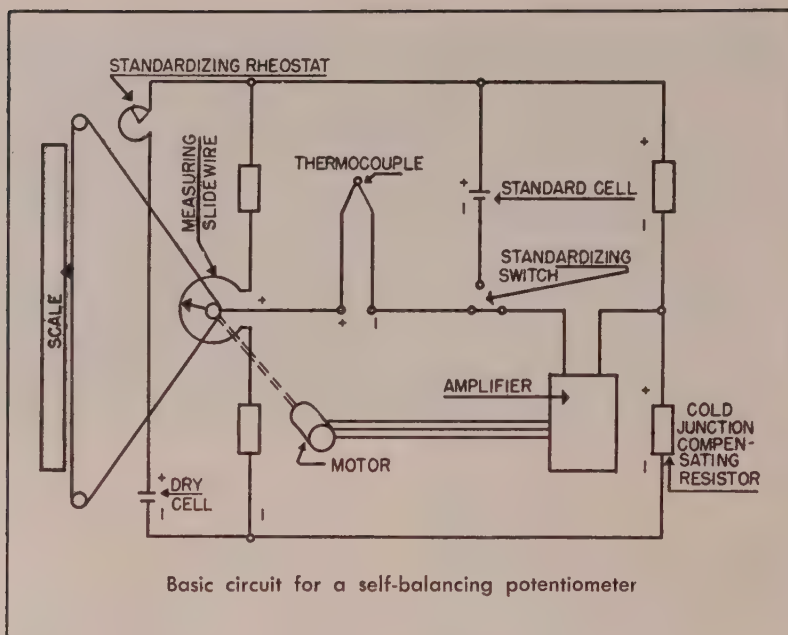 STANDARDIZING RHEOSTAT
MEASURING
SLIDEWIRE
THERMOCOUPLE
+
STANDARD CELL
I
+
I
STANDARDIZING
SWITCH
SCALE
+
+
I
AMPLIFIER
+
COLD
JUNCTION
COMPEN-
SATING
RESISTOR
I
MOTOR
+
DRY
CELL
I
I
Basic circuit for a self-balancing potentiometer